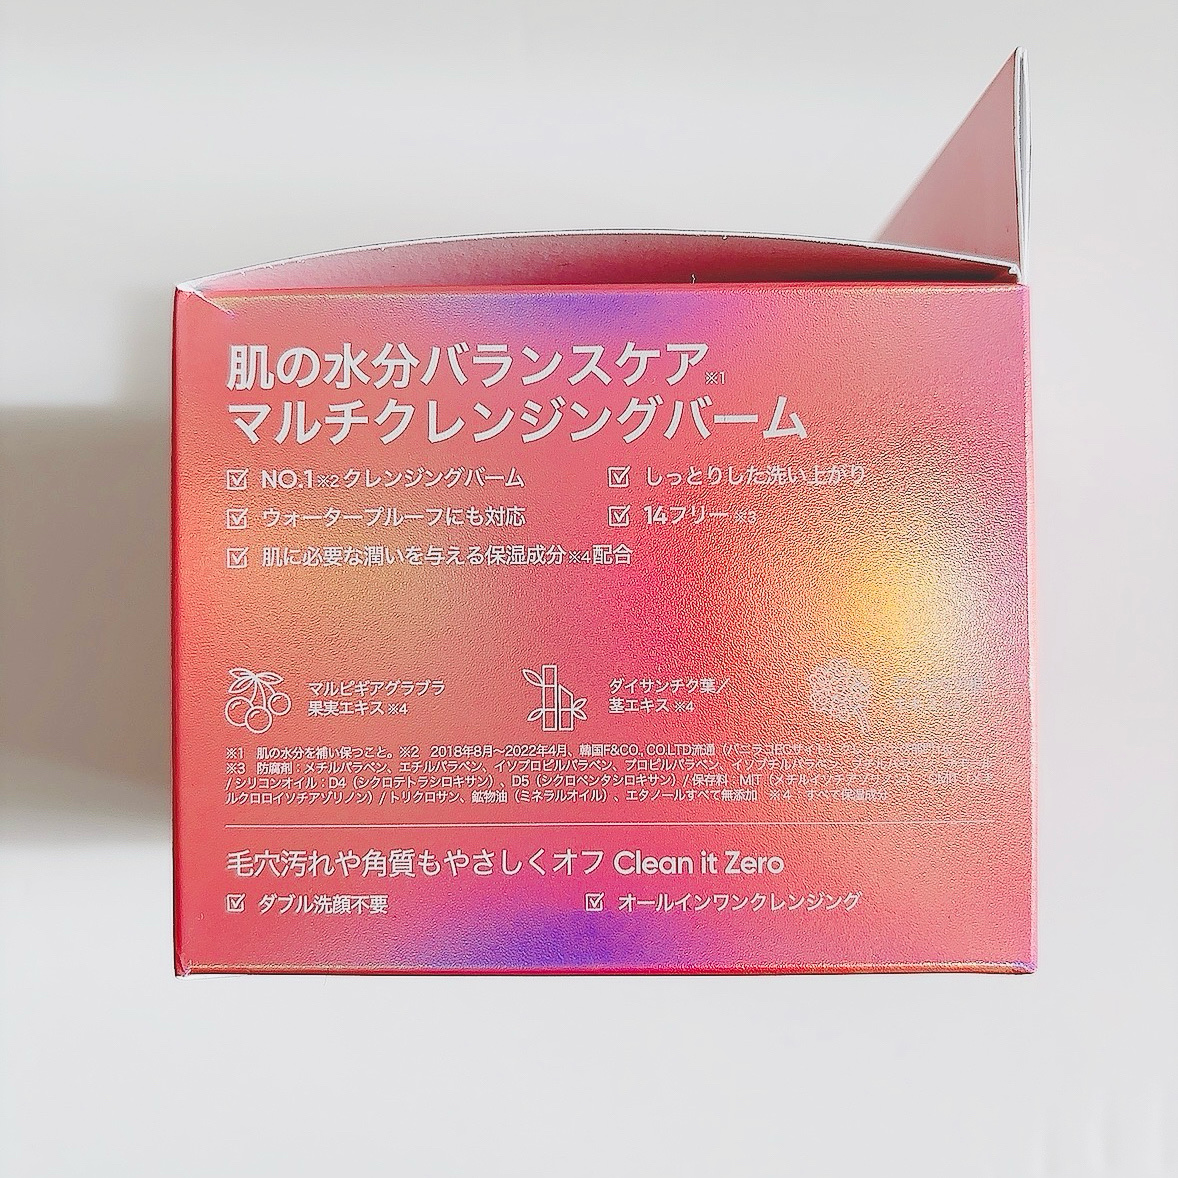 肌の水分バランスケア※1
マルチクレンジングバーム
NO.1※2クレンジングバーム
しっとりした洗い上がり
ウォータープルーフにも対応
14フリー※3
肌に必要な潤いを与える保湿成分※4配合
マルピギアグラブラ
果実エキス※4
ダイサンチク葉/
茎エキス※4
※1 肌の水分を補い保つこと。※2 2018年8月〜2022年4月、韓国F&CO., CO.LTD流通(バニラコECサイト)
※3 防腐剤:メチルパラベン、エチルパラベン、イソプロピルパラベン、プロピルパラベン、イソブチルパラベン、
/シリコンオイル:D4(シクロテトラシロキサン)、D5(シクロペンタシロキサン)/保存料:MIT
ルクロロイソチアゾリノン)/トリクロサン、鉱物油(ミネラルオイル)、エタノールすべて無添加 ※4 すべて保湿成分
毛穴汚れや角質もやさしくオフ Clean it Zero
ダブル洗顔不要
オールインワンクレンジング